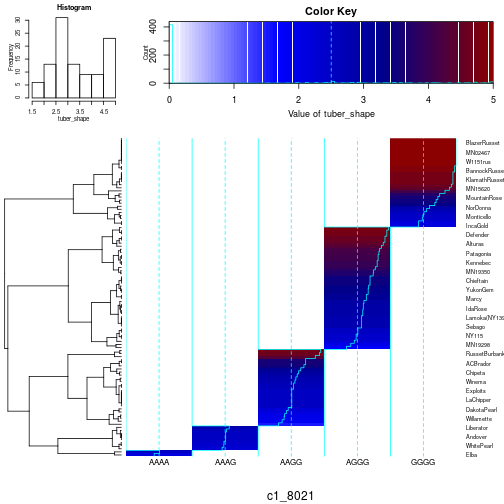 Histogram
Frequency
0 5 10 15 20 25 30
1.5 2.5 3.5 4.5
tuber_shape
Color Key
Count
0 200 400
0 1 2 3 4 5
Value of tuber_shape
BlazerRusset
MN02467
W1151rus
BannockRusse
KlamathRusset
MN15620
MountainRose
NorDonna
Monticello
IncaGold
Defender
Alturas
Patagonia
Kennebec
MN19350
Chieftain
YukonGem
Marcy
IdaRose
Lamoka(NY139
Sebago
NY115
MN19298
RussetBurbank
ACBrador
Chipeta
Winema
Exploits
LaChipper
DakotaPearl
Willamette
Liberator
Andover
WhitePearl
Elba
AAAA AAAG AAGG AGGG GGGG
c1_8021